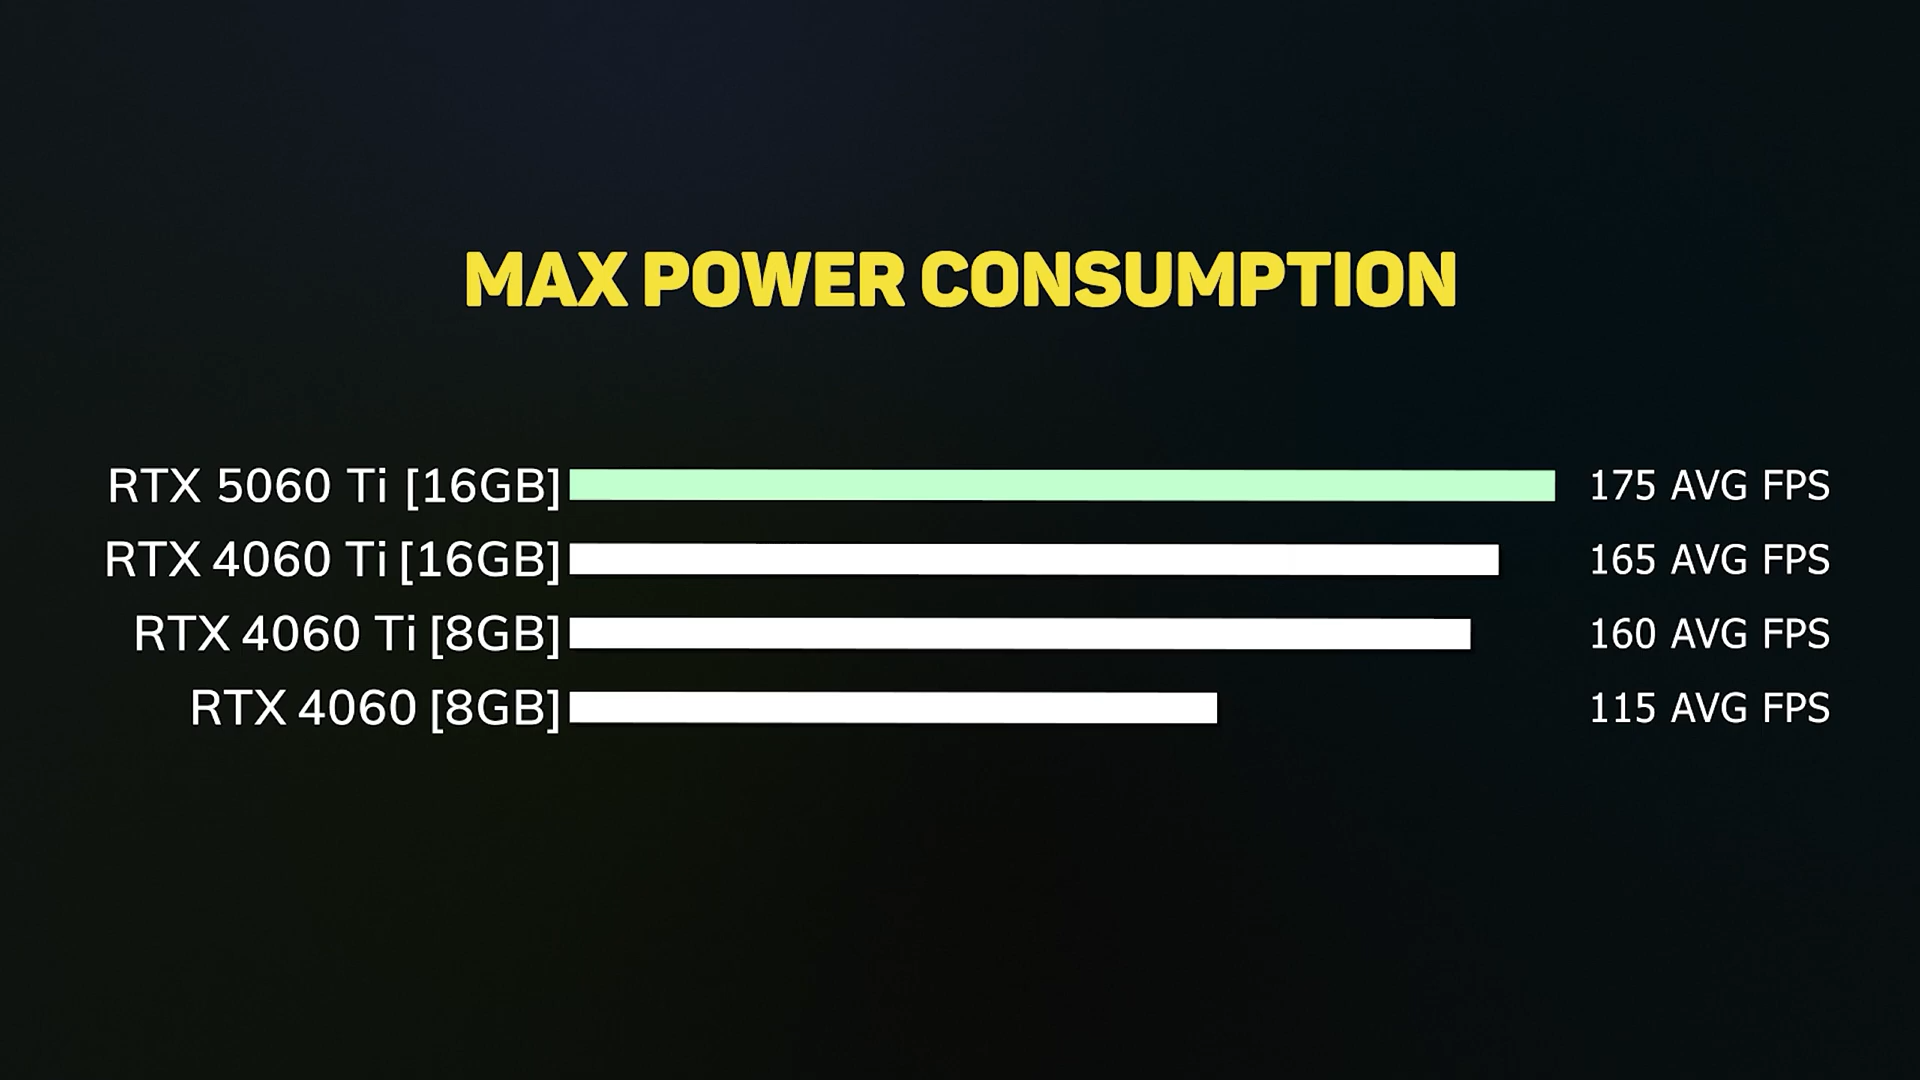 MAX POWER CONSUMPTION
RTX 5060 Ti [16GB] 175 AVG FPS
RTX 4060 Ti [16GB] 165 AVG FPS
RTX 4060 Ti [8GB] 160 AVG FPS
RTX 4060 [8GB] 115 AVG FPS